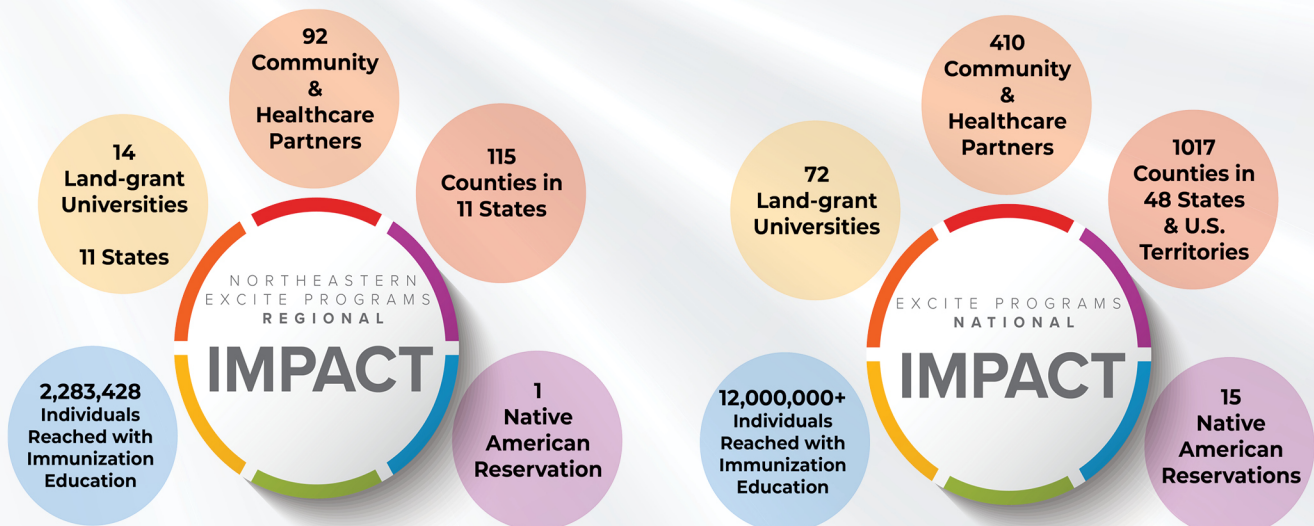 92
Community
&
Healthcare
Partners
14
Land-grant
Universities
11 States
115
Counties in
11 States
NORTHEASTERN
EXCITE PROGRAMS
REGIONAL
IMPACT
2,283,428
Individuals
Reached with
Immunization
Education
1
Native
American
Reservation
410
Community
&
Healthcare
Partners
72
Land-grant
Universities
1017
Counties in
48 States
& U.S.
Territories
EXCITE PROGRAMS
NATIONAL
IMPACT
12,000,000+
Individuals
Reached with
Immunization
Education
15
Native
American
Reservations